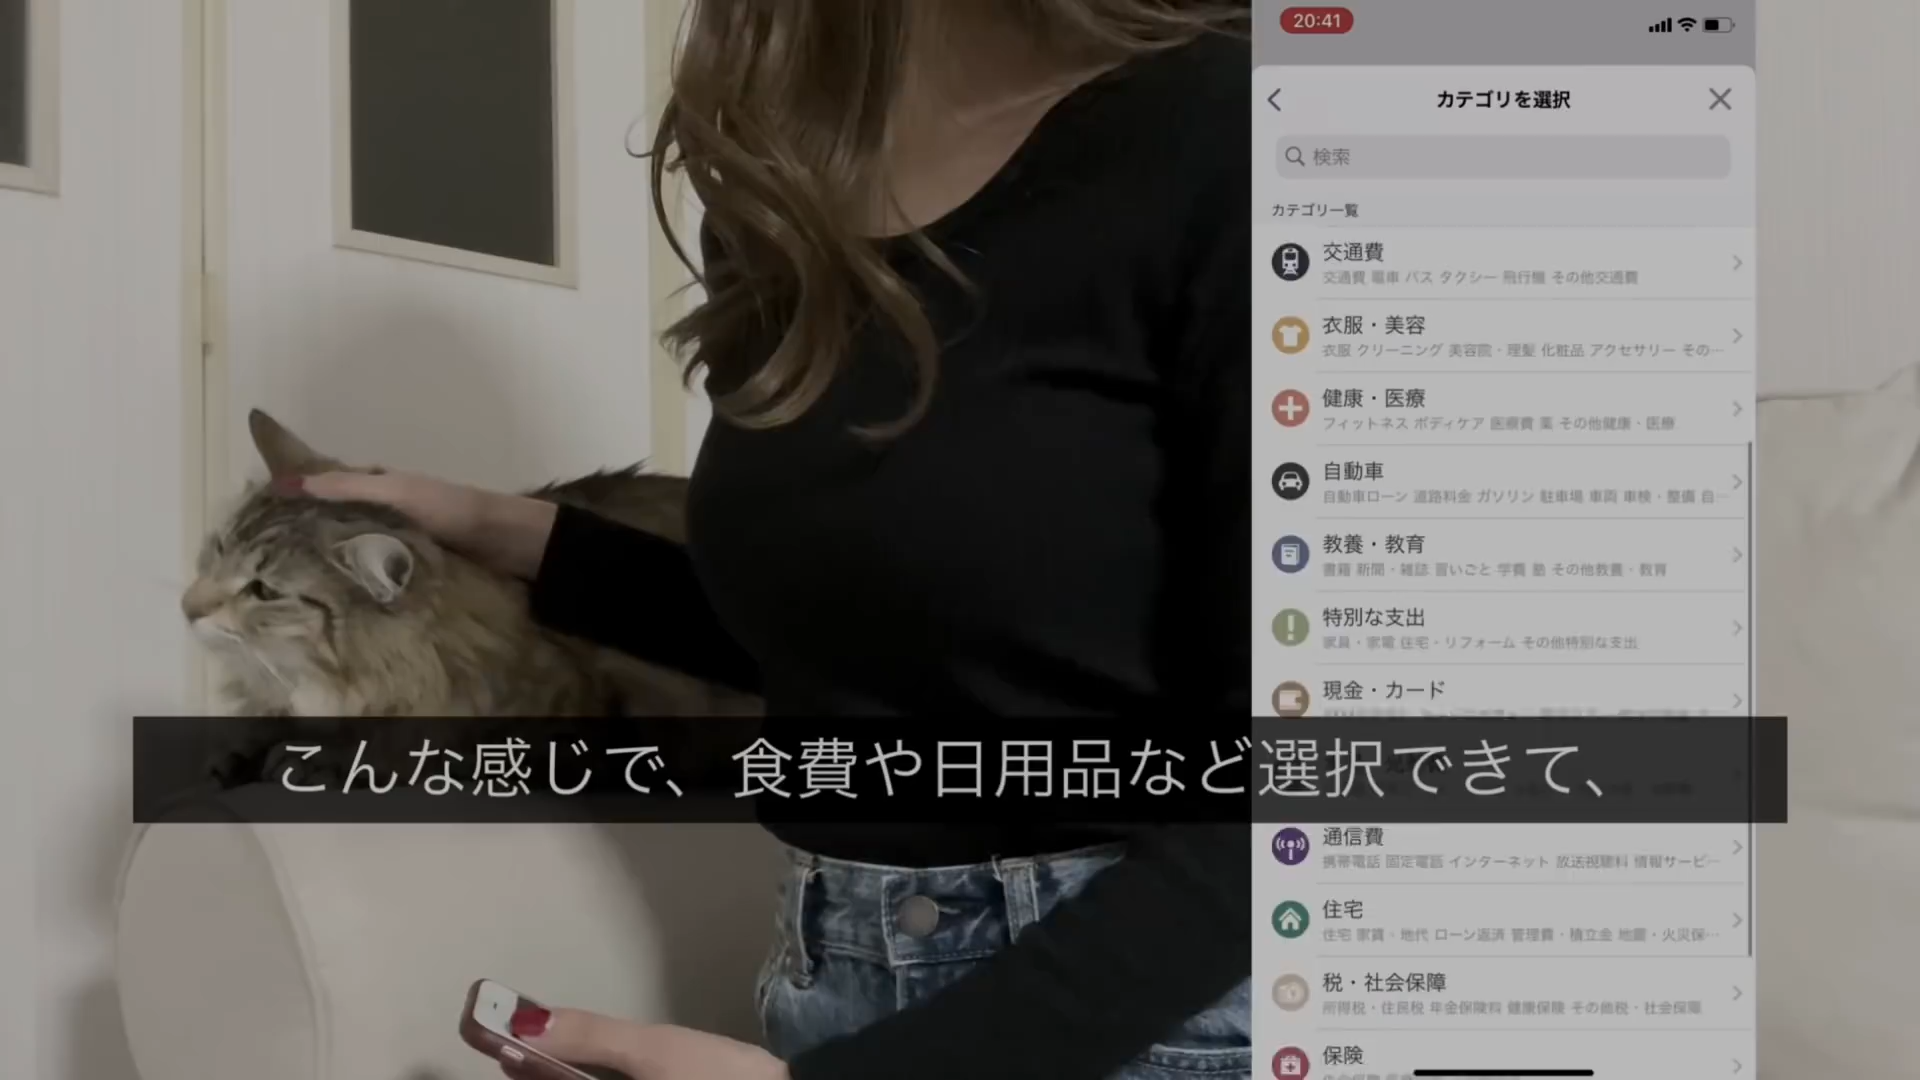 20:41
カテゴリを選択
検索
カテゴリ一覧
交通費
交通費 電車 バス タクシー 飛行機 その他交通費
衣服・美容
衣服 クリーニング 美容院・理髪 化粧品 アクセサリー その…
健康・医療
フィットネス ボディケア 医療費 薬 その他健康・医療
自動車
自動車ローン 道路料金 ガソリン 駐車場 車両 車検・整備 自…
教養・教育
書籍 新聞・雑誌 習いごと 学費 塾 その他教養・教育
特別な支出
家具・家電 住宅・リフォーム その他特別な支出
現金・カード
こんな感じで、食費や日用品など選択できて、
通信費
携帯電話 固定電話 インターネット 放送視聴料 情報サービ…
住宅
住宅 家賃・地代 ローン返済 管理費・積立金 地震・火災保…
税・社会保障
所得税・住民税 年金保険料 健康保険 その他税・社会保障
保険